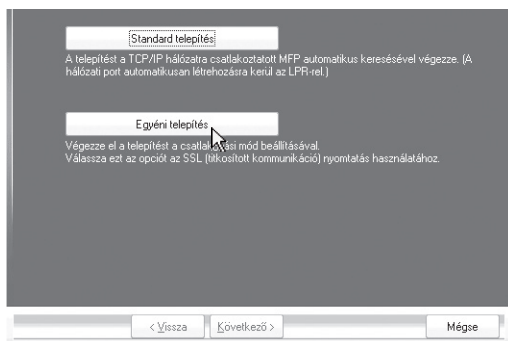 Standard telepítés
A telepítést a TCP/IP hálózatra csatlakoztatott MFP automatikus keresésével végezze. (A
hálózati port automatikusan létrehozásra kerül az LPR-rel.)
Egyéni telepítés
Végezze el a telepítést a csatlakozási mód beállításával.
Válassza ezt az opciót az SSL (titkosított kommunikáció) nyomtatás használatához.
< Vissza Következő > Mégse